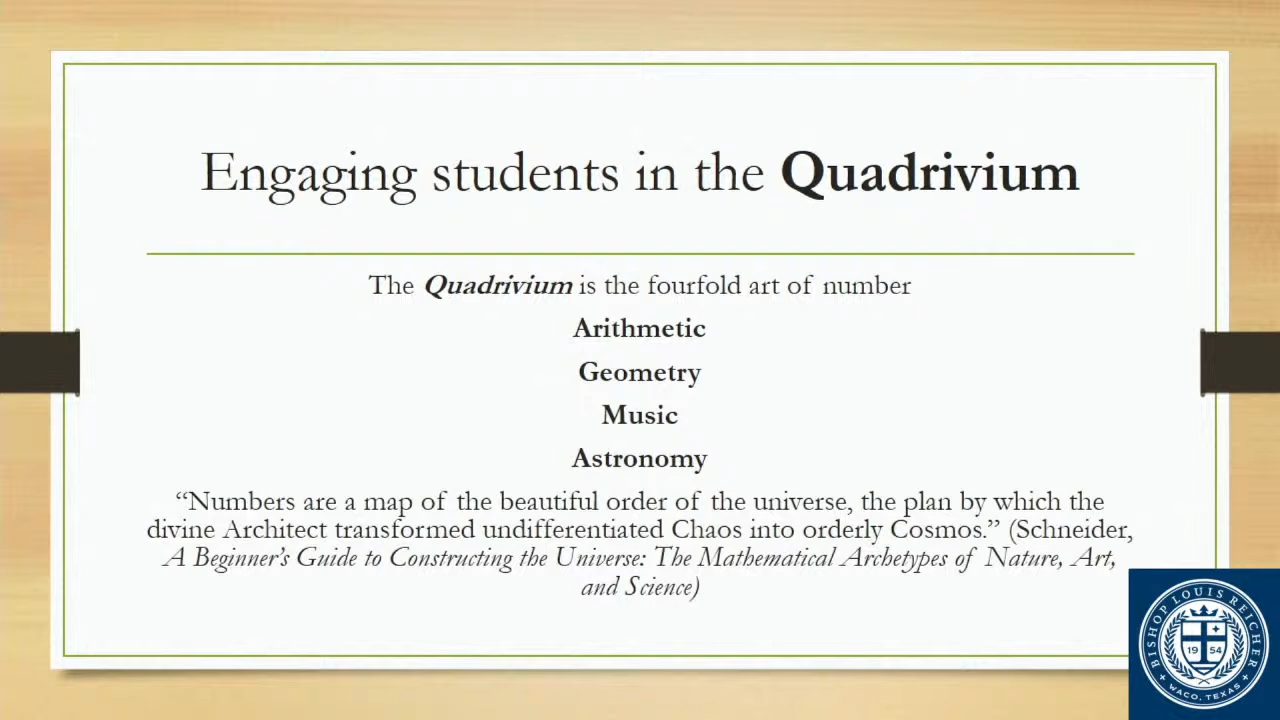 Engaging students in the Quadrivium
The Quadrivium is the fourfold art of number
Arithmetic
Geometry
Music
Astronomy
“Numbers are a map of the beautiful order of the universe, the plan by which the
divine Architect transformed undifferentiated Chaos into orderly Cosmos.” (Schneider,
A Beginner’s Guide to Constructing the Universe: The Mathematical Archetypes of Nature, Art,
and Science)
BISHOP LOUIS REICHER
19 54
WACO, TEXAS